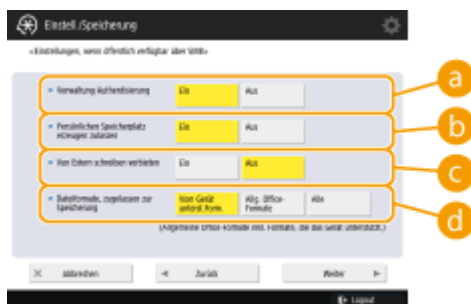 Einstell./Speicherung
<Einstellungen, wenn öffentlich verfügbar über SMB>
Verwaltung Authentisierung
Ein
Aus
a
Persönlichen Speicherplatz
erzeugen zulassen
Ein
Aus
b
Von Extern schreiben verbieten
Ein
Aus
c
Dateiformate, zugelassen zur
Speicherung
Vom Gerät
unterst. Form.
Allg. Office-
Formate
Alle
d
(Allgemeine Office-Formate inkl. Formate, die das Gerät unterstützt.)
Abbrechen
Zurück
Weiter
Logout